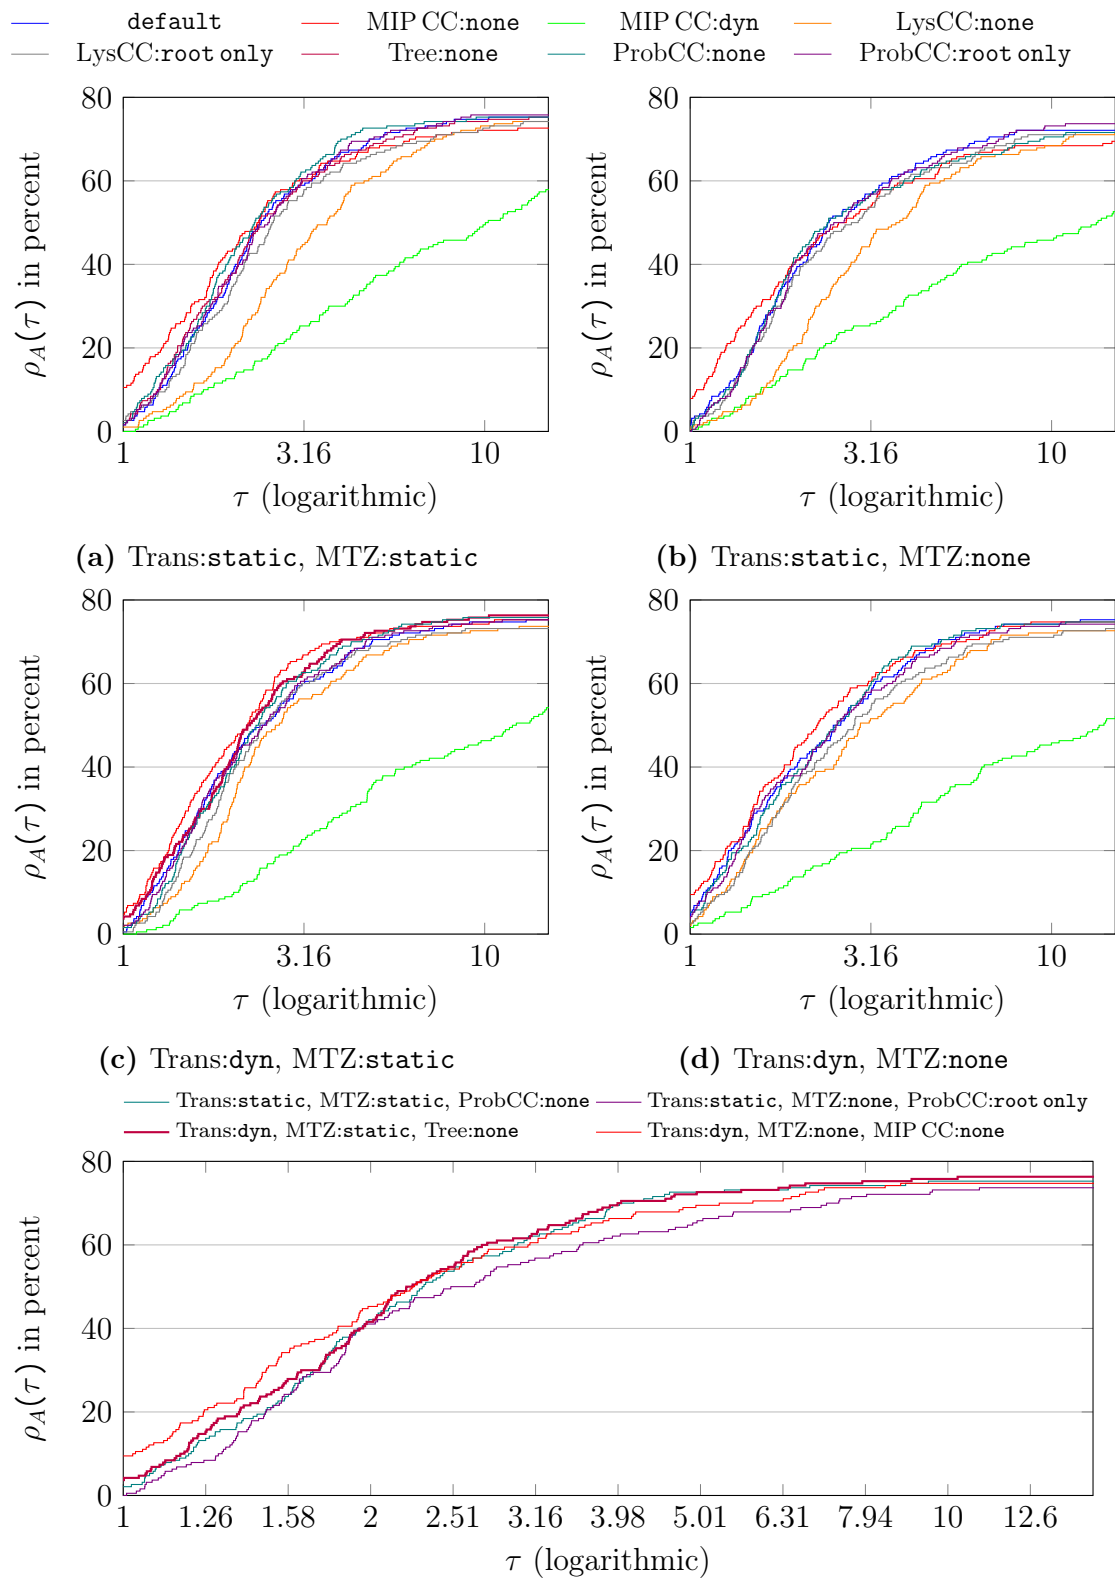 default MIP CC:none MIP CC:dyn LysCC:none
LysCC:root only Tree:none ProbCC:none ProbCC:root only
80
60
40
20
0
ρA(τ) in percent
1 3.16 10
τ (logarithmic)
(a) Trans:static, MTZ:static
80
60
40
20
0
ρA(τ) in percent
1 3.16 10
τ (logarithmic)
(b) Trans:static, MTZ:none
80
60
40
20
0
ρA(τ) in percent
1 3.16 10
τ (logarithmic)
(c) Trans:dyn, MTZ:static
80
60
40
20
0
ρA(τ) in percent
1 3.16 10
τ (logarithmic)
(d) Trans:dyn, MTZ:none
Trans:static, MTZ:static, ProbCC:none Trans:static, MTZ:none, ProbCC:root only
Trans:dyn, MTZ:static, Tree:none Trans:dyn, MTZ:none, MIP CC:none
80
60
40
20
0
ρA(τ) in percent
1 1.26 1.58 2 2.51 3.16 3.98 5.01 6.31 7.94 10 12.6
τ (logarithmic)